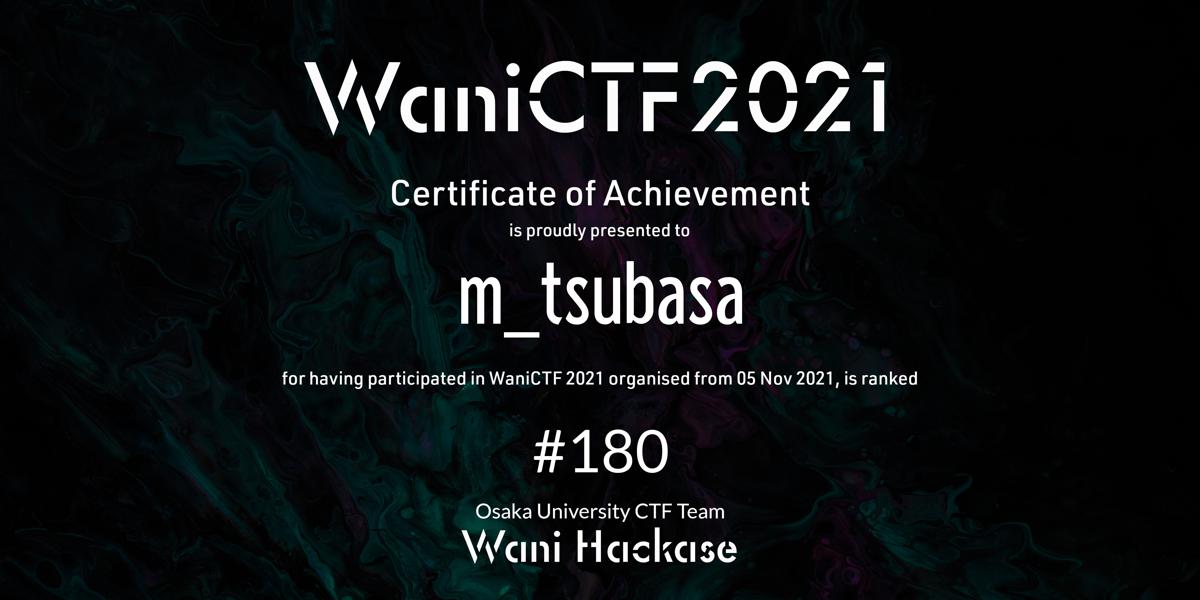 WaniCTF2021
Certificate of Achievement
is proudly presented to
m_tsubasa
for having participated in WaniCTF 2021 organised from 05 Nov 2021, is ranked
#180
Osaka University CTF Team
Wani Hackase